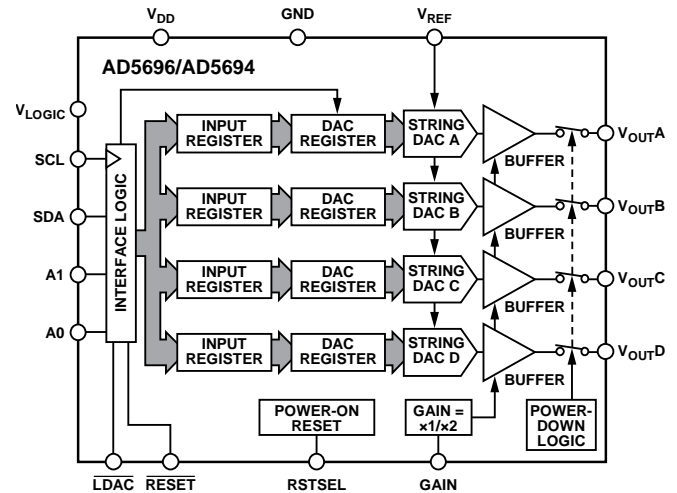 VDD
GND
VREF
AD5696/AD5694
VLOGIC
SCL
SDA
A1
A0
INTERFACE LOGIC
INPUT
REGISTER
DAC
REGISTER
STRING
DAC A
BUFFER
VOUTA
INPUT
REGISTER
DAC
REGISTER
STRING
DAC B
BUFFER
VOUTB
INPUT
REGISTER
DAC
REGISTER
STRING
DAC C
BUFFER
VOUTC
INPUT
REGISTER
DAC
REGISTER
STRING
DAC D
BUFFER
VOUTD
POWER-ON
RESET
GAIN =
×1/×2
POWER-
DOWN
LOGIC
LDAC
RESET
RSTSEL
GAIN